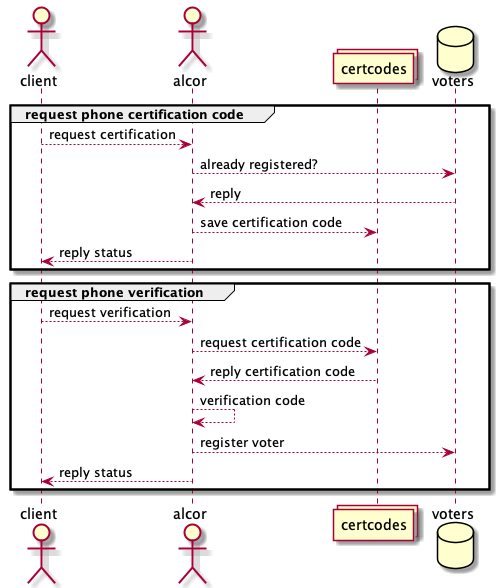 client
alcor
certcodes
voters
request phone certification code
request certification
already registered?
reply
save certification code
reply status
request phone verification
request verification
request certification code
reply certification code
verification code
register voter
reply status
client
alcor
certcodes
voters